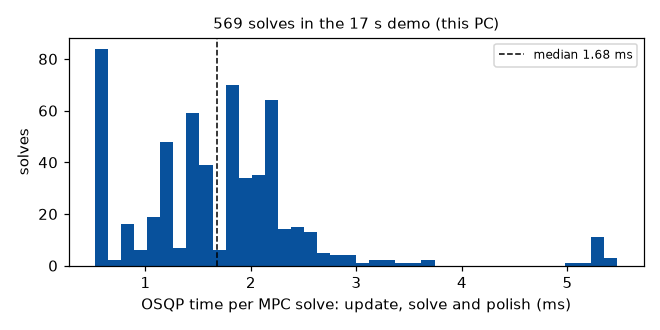 569 solves in the 17 s demo (this PC)
median 1.68 ms
80
60
40
20
0
solves
1 2 3 4 5
OSQP time per MPC solve: update, solve and polish (ms)